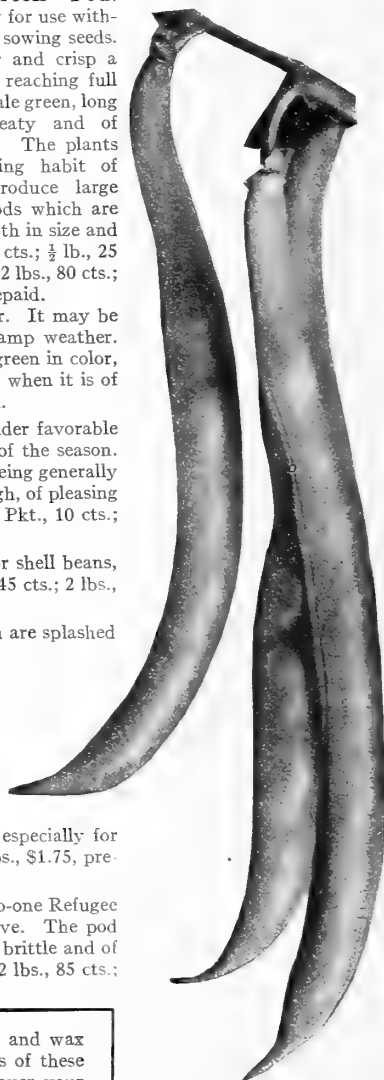 for use with-
sowing seeds.
and crisp a
reaching full
ale green, long
eaty and of
The plants
ing habit of
roduce large
ods which are
th in size and
cts.; ½ lb., 25
2 lbs., 80 cts.;
epaid.
r. It may be
amp weather.
green in color,
when it is of
der favorable
of the season.
eing generally
gh, of pleasing
Pkt., 10 cts.;
r shell beans,
45 cts.; 2 lbs.,
are splashed
especially for
s., $1.75, pre-
o-one Refugee
ve. The pod
brittle and of
2 lbs., 85 cts.;
and wax
s of these